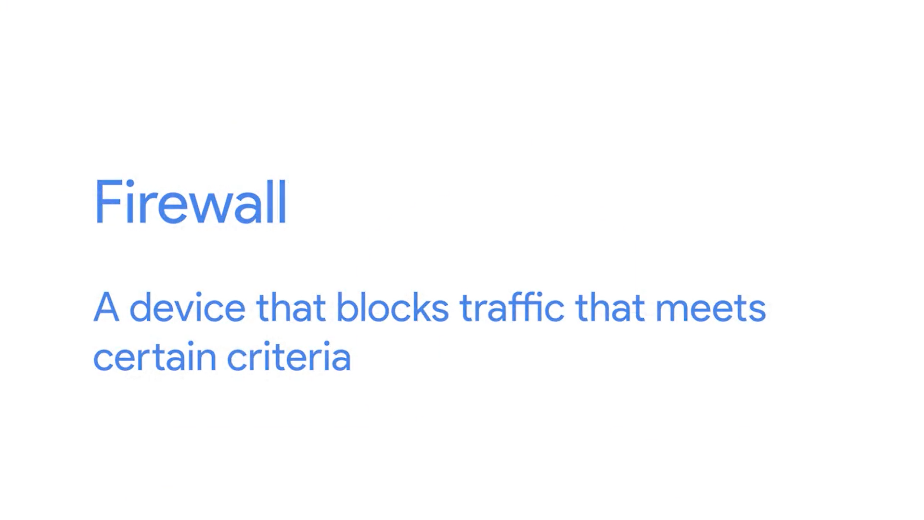 Firewall
A device that blocks traffic that meets
certain criteria